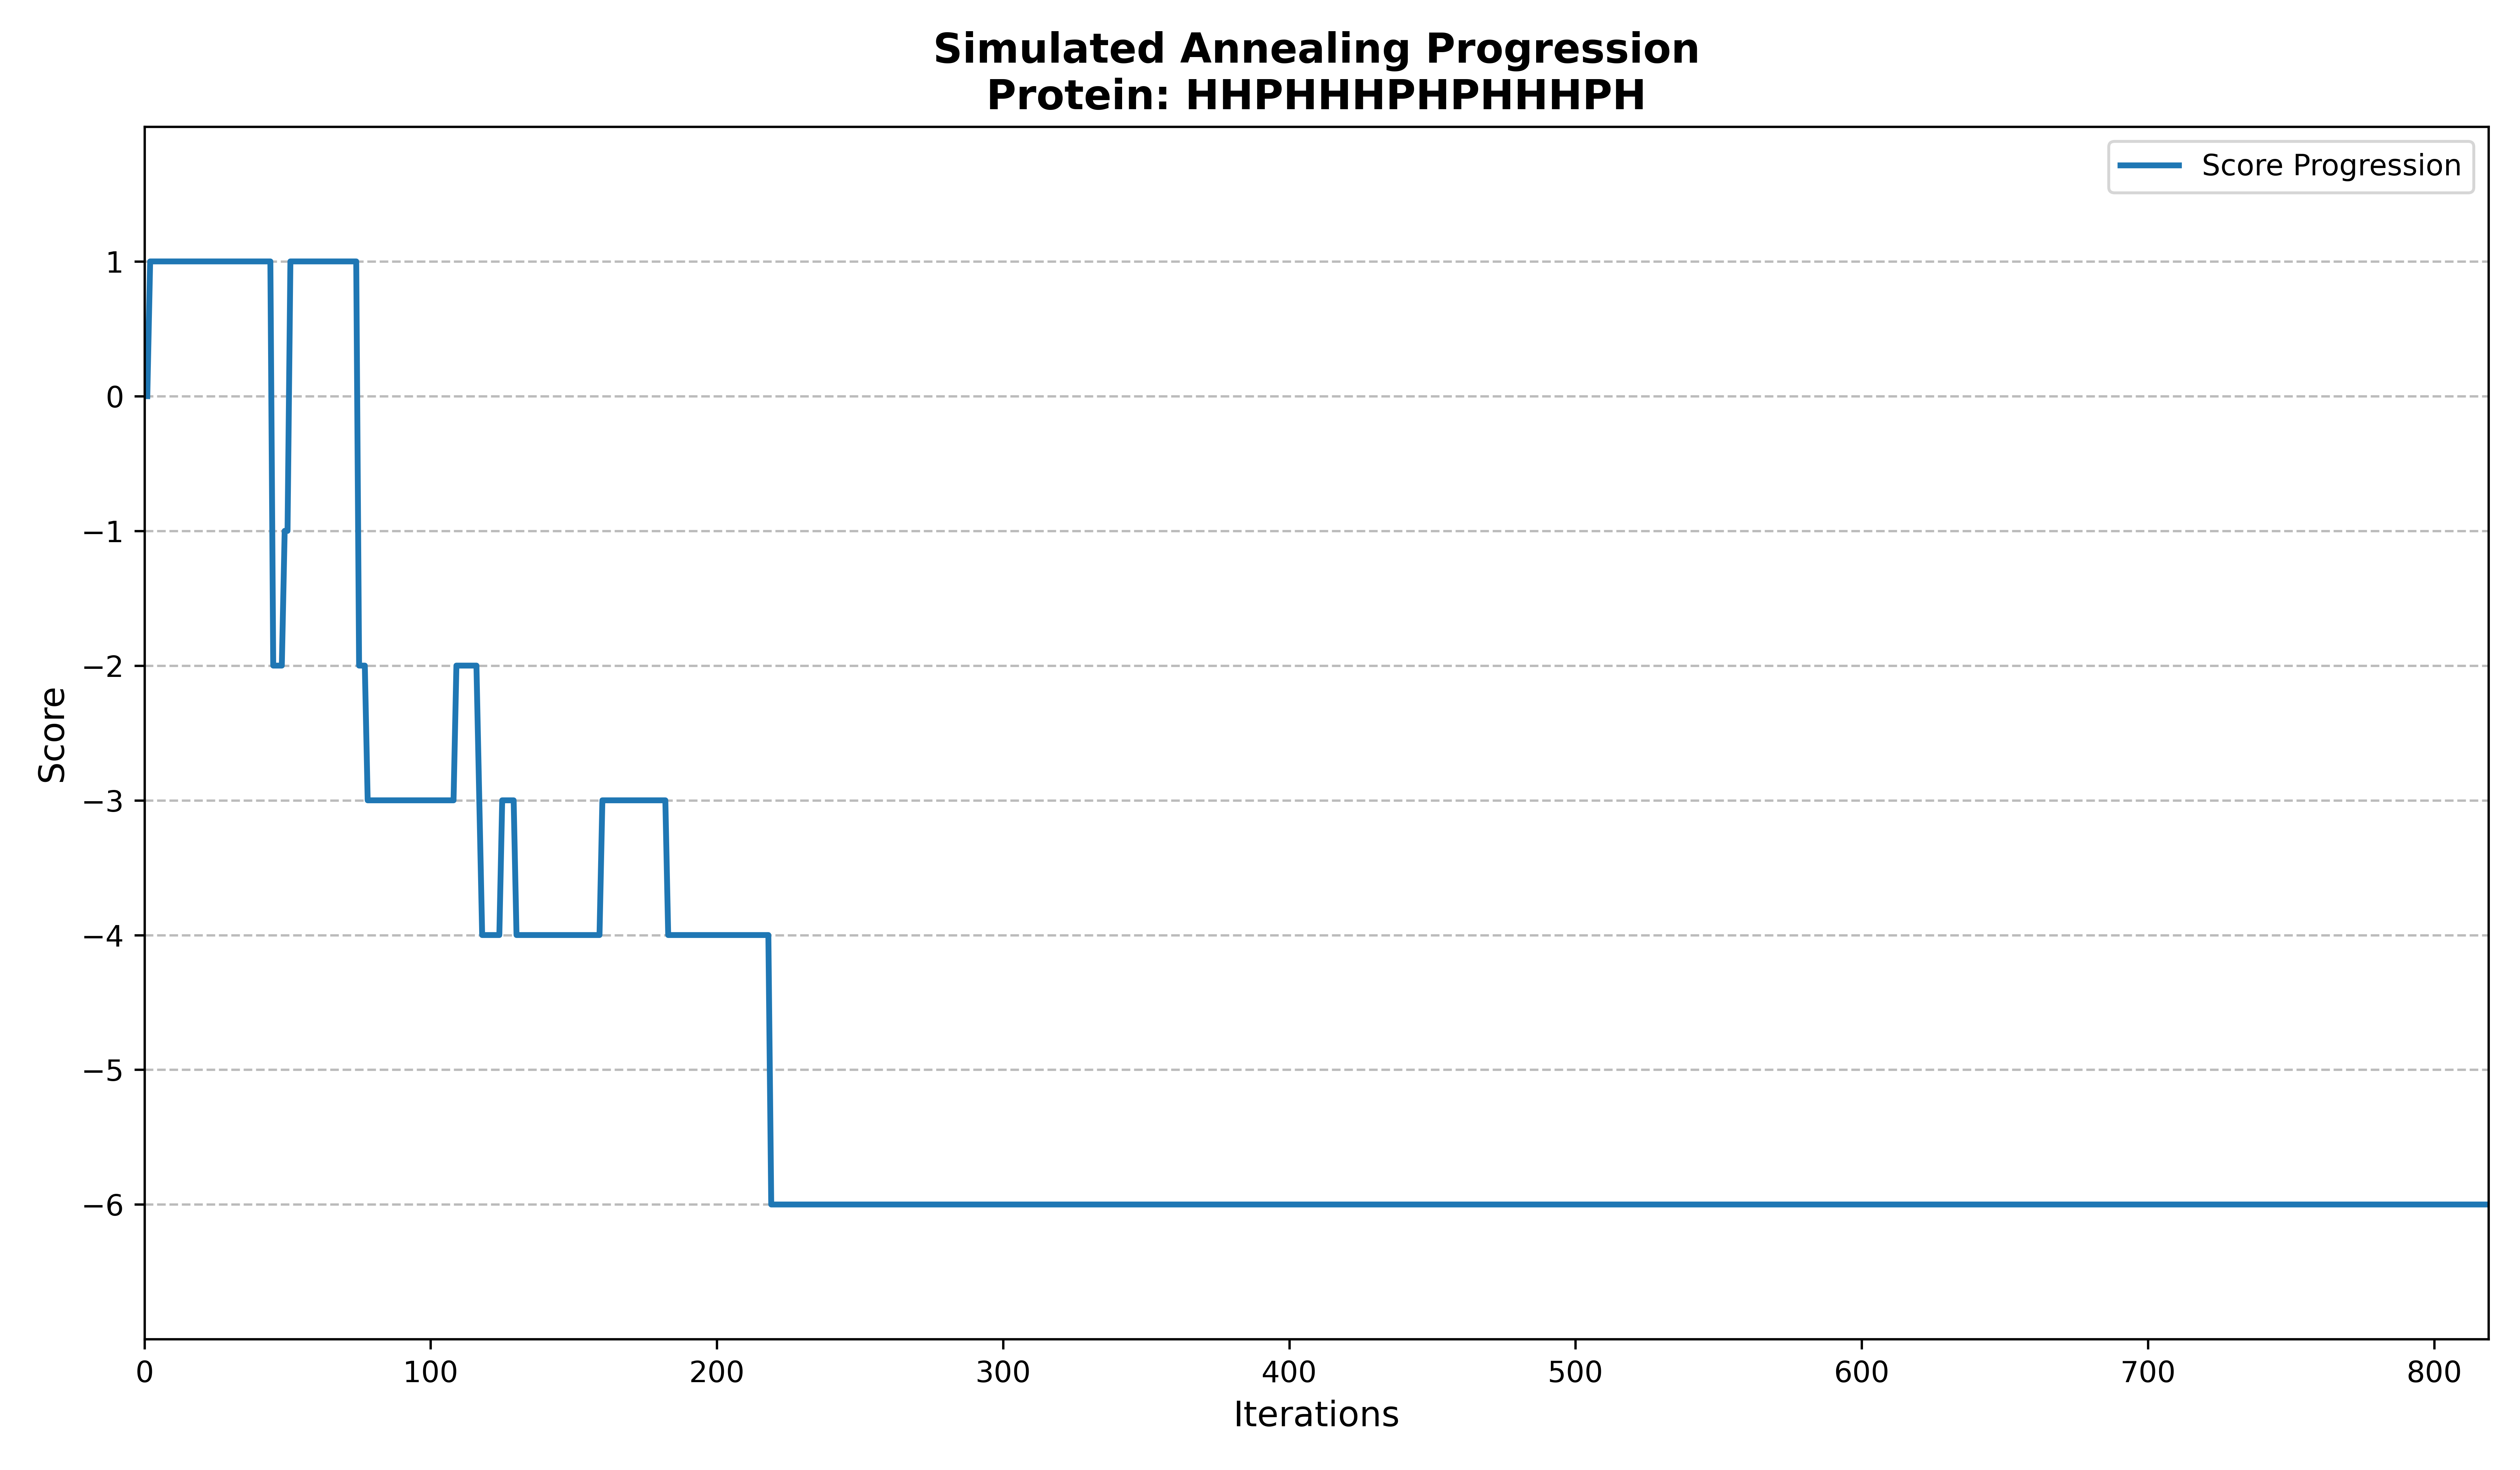 Simulated Annealing Progression
Protein: HHPHHHPHPHHHPH
Score Progression
1
0
−1
−2
−3
−4
−5
−6
Score
0 100 200 300 400 500 600 700 800
Iterations